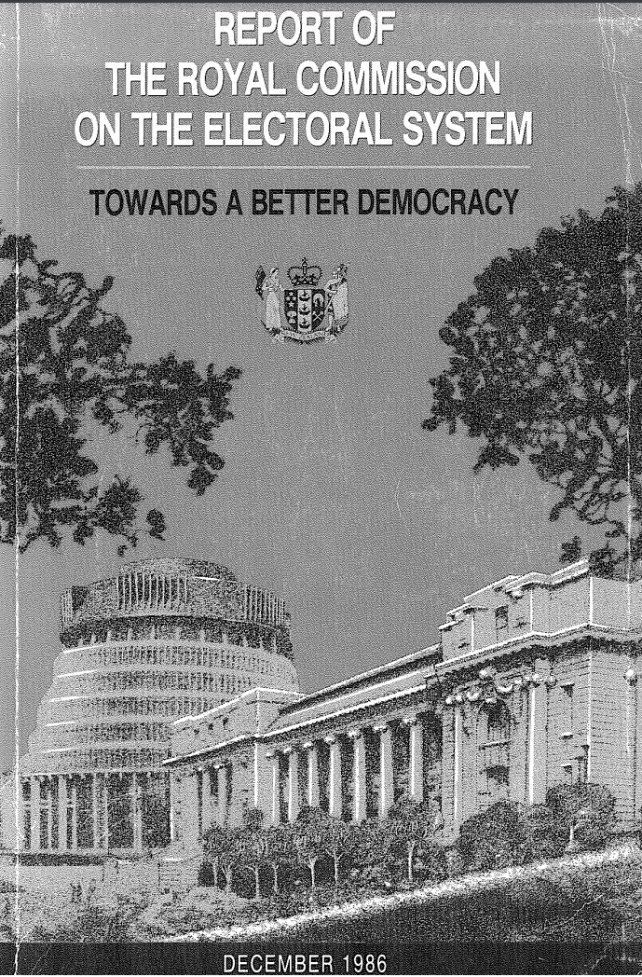 REPORT OF
THE ROYAL COMMISSION
ON THE ELECTORAL SYSTEM
TOWARDS A BETTER DEMOCRACY
DECEMBER 1986